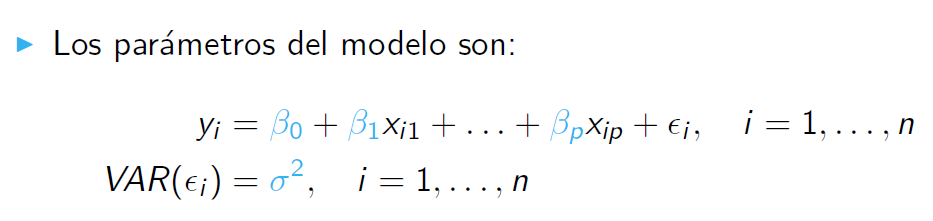 ▶ Los parámetros del modelo son:
yᵢ = β₀ + β₁xᵢ₁ + … + βₚxᵢₚ + ϵᵢ, i = 1, …, n
VAR(ϵᵢ) = σ², i = 1, …, n